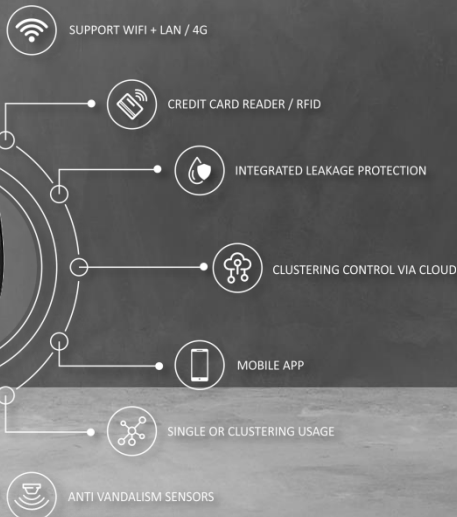 SUPPORT WIFI + LAN / 4G
CREDIT CARD READER / RFID
INTEGRATED LEAKAGE PROTECTION
CLUSTERING CONTROL VIA CLOUD
MOBILE APP
SINGLE OR CLUSTERING USAGE
ANTI VANDALISM SENSORS